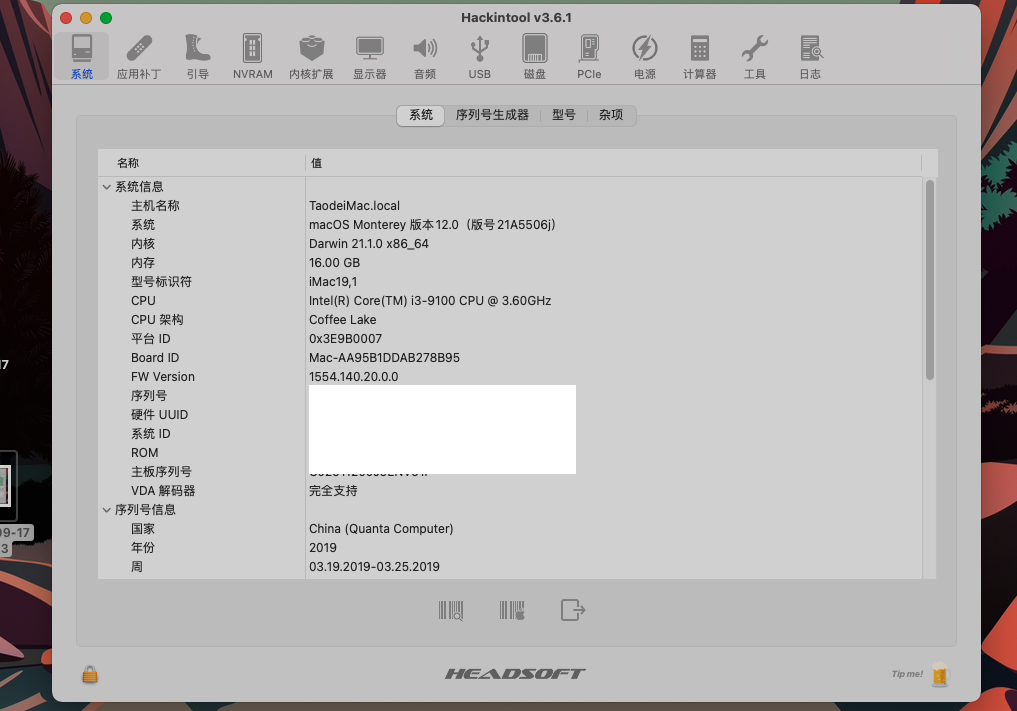 Hackintool v3.6.1
系统 应用补丁 引导 NVRAM 内核扩展 显示器 音频 USB 磁盘 PCIe 电源 计算器 工具 日志
系统 序列号生成器 型号 杂项
名称 值
系统信息
主机名称 TaodeiMac.local
系统 macOS Monterey 版本12.0（版号21A5506j）
内核 Darwin 21.1.0 x86_64
内存 16.00 GB
型号标识符 iMac19,1
CPU Intel(R) Core(TM) i3-9100 CPU @ 3.60GHz
CPU 架构 Coffee Lake
平台 ID 0x3E9B0007
Board ID Mac-AA95B1DDAB278B95
FW Version 1554.140.20.0.0
序列号
硬件 UUID
系统 ID
ROM
主板序列号
VDA 解码器 完全支持
序列号信息
国家 China (Quanta Computer)
年份 2019
周 03.19.2019-03.25.2019
HEADSOFT
Tip me!
17
09-17
3